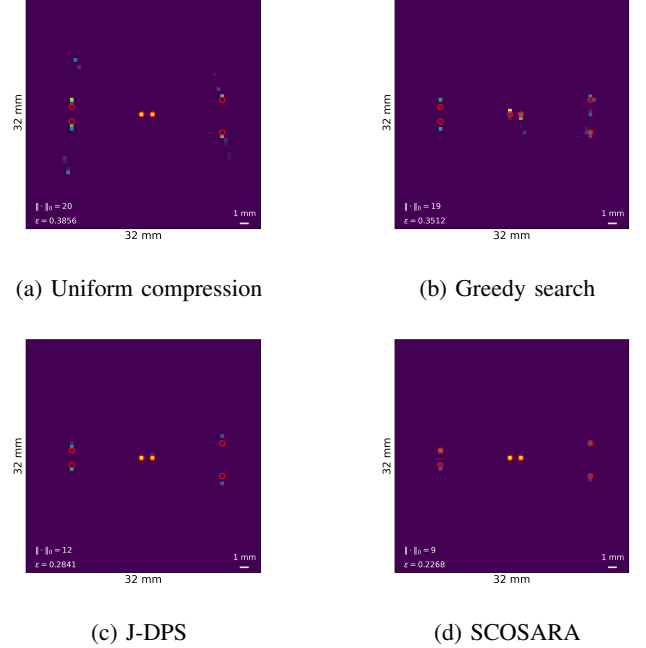 32 mm
‖ · ‖₀ = 20
ε = 0.3856
1 mm
32 mm
(a) Uniform compression
32 mm
‖ · ‖₀ = 19
ε = 0.3512
1 mm
32 mm
(b) Greedy search
32 mm
‖ · ‖₀ = 12
ε = 0.2841
1 mm
32 mm
(c) J-DPS
32 mm
‖ · ‖₀ = 9
ε = 0.2268
1 mm
32 mm
(d) SCOSARA